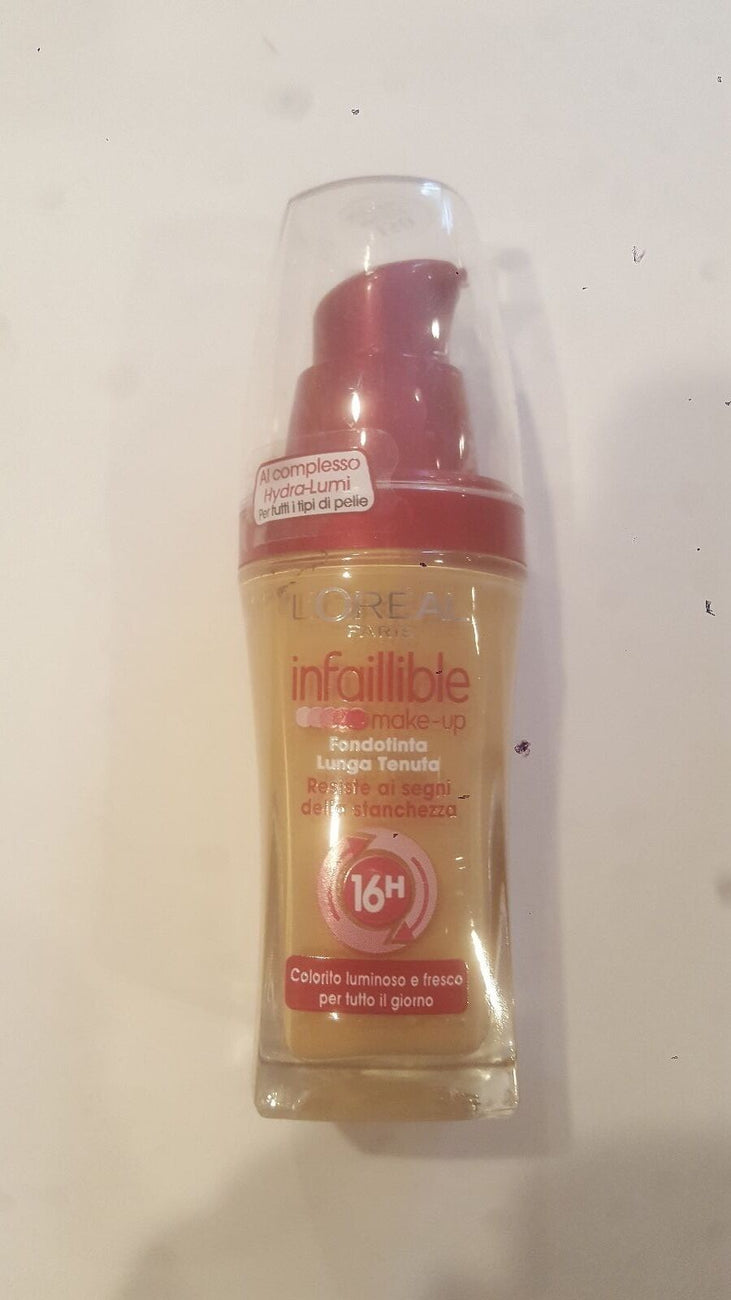 Al complesso
Hydra-Lumi
Per tutti i tipi di pelle
L'ORÉAL
PARIS
infaillible
make-up
Fondotinta
Lunga Tenuta
Resiste ai segni
della stanchezza
16H
Colorito luminoso e fresco
per tutto il giorno